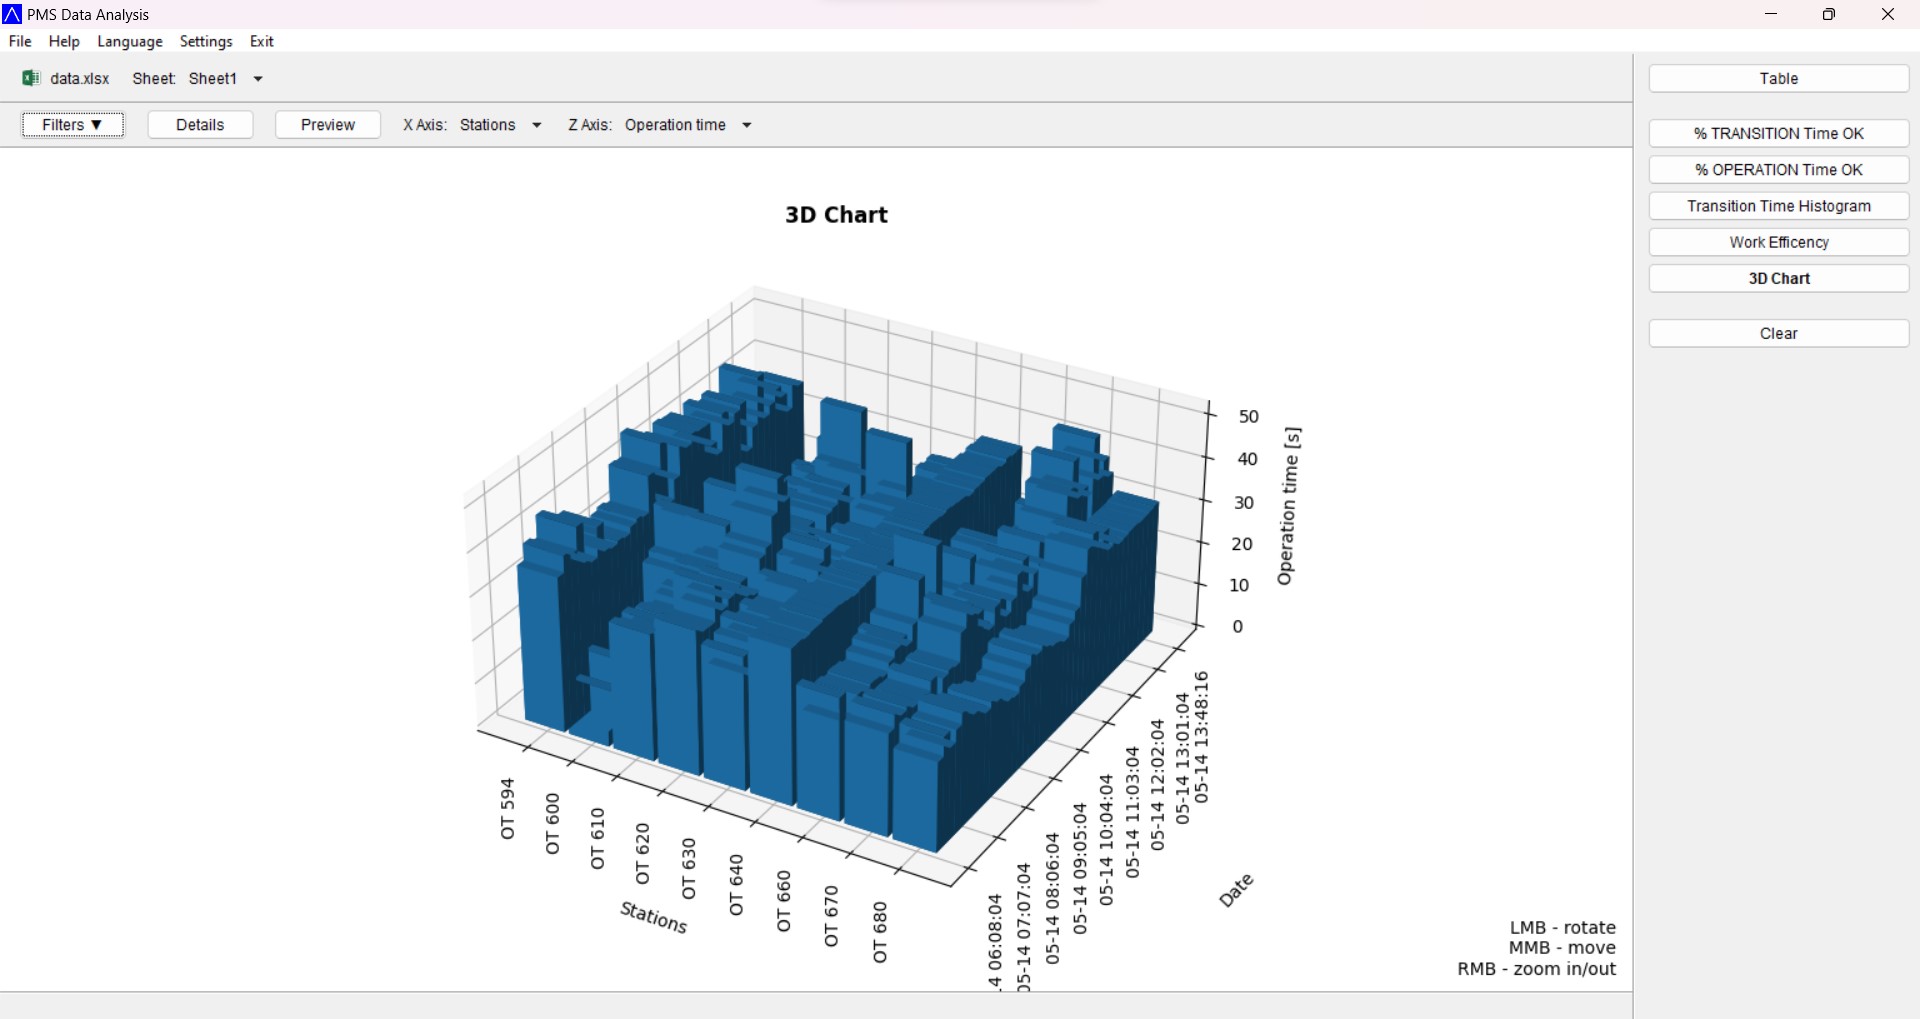 PMS Data Analysis
File Help Language Settings Exit
data.xlsx Sheet: Sheet1
Filters ▼ Details Preview X Axis: Stations Z Axis: Operation time
Table
% TRANSITION Time OK
% OPERATION Time OK
Transition Time Histogram
Work Efficency
3D Chart
Clear
3D Chart
50
40
30
20
10
0
Operation time [s]
OT 594
OT 600
OT 610
OT 620
OT 630
OT 640
OT 660
OT 670
OT 680
Stations
4 06:08:04
05-14 07:07:04
05-14 08:06:04
05-14 09:05:04
05-14 10:04:04
05-14 11:03:04
05-14 12:02:04
05-14 13:01:04
05-14 13:48:16
Date
LMB - rotate
MMB - move
RMB - zoom in/out